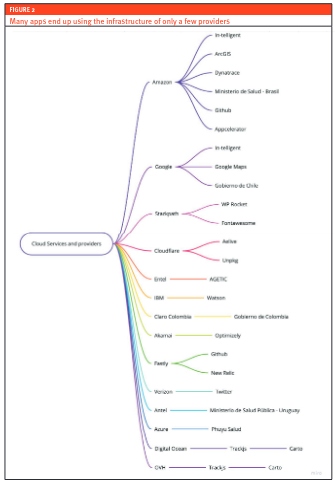 FIGURE 2
Many apps end up using the infrastructure of only a few providers
Cloud Services and providers
Amazon
In-telligent
ArcGIS
Dynatrace
Ministerio de Salud - Brasil
Github
Appcelerator
Google
In-telligent
Google Maps
Gobierno de Chile
Stackpath
WP Rocket
Fontawesome
Cloudflare
Aelive
Unpkg
Entel
AGETIC
IBM
Watson
Claro Colombia
Gobierno de Colombia
Akamai
Optimizely
Fastly
Github
New Relic
Verizon
Twitter
Antel
Ministerio de Salud Pública - Uruguay
Azure
Phuyu Salud
Digital Ocean
Trackjs
Carto
OVH
Trackjs
Carto